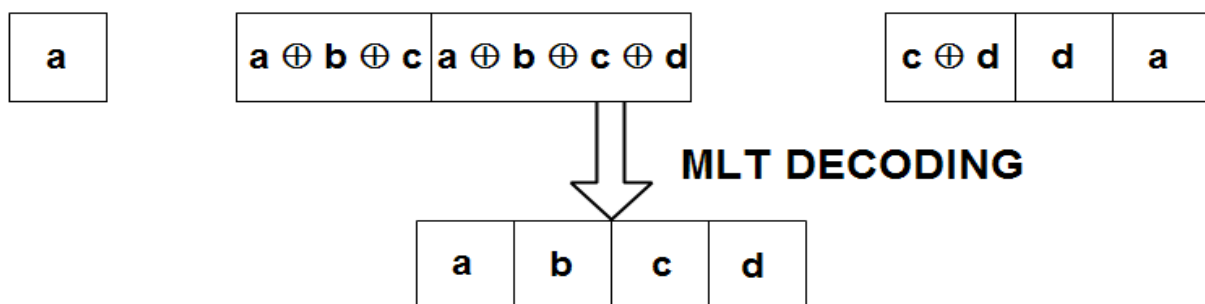 a a ⊕ b ⊕ c a ⊕ b ⊕ c ⊕ d c ⊕ d d a
MLT DECODING
a b c d